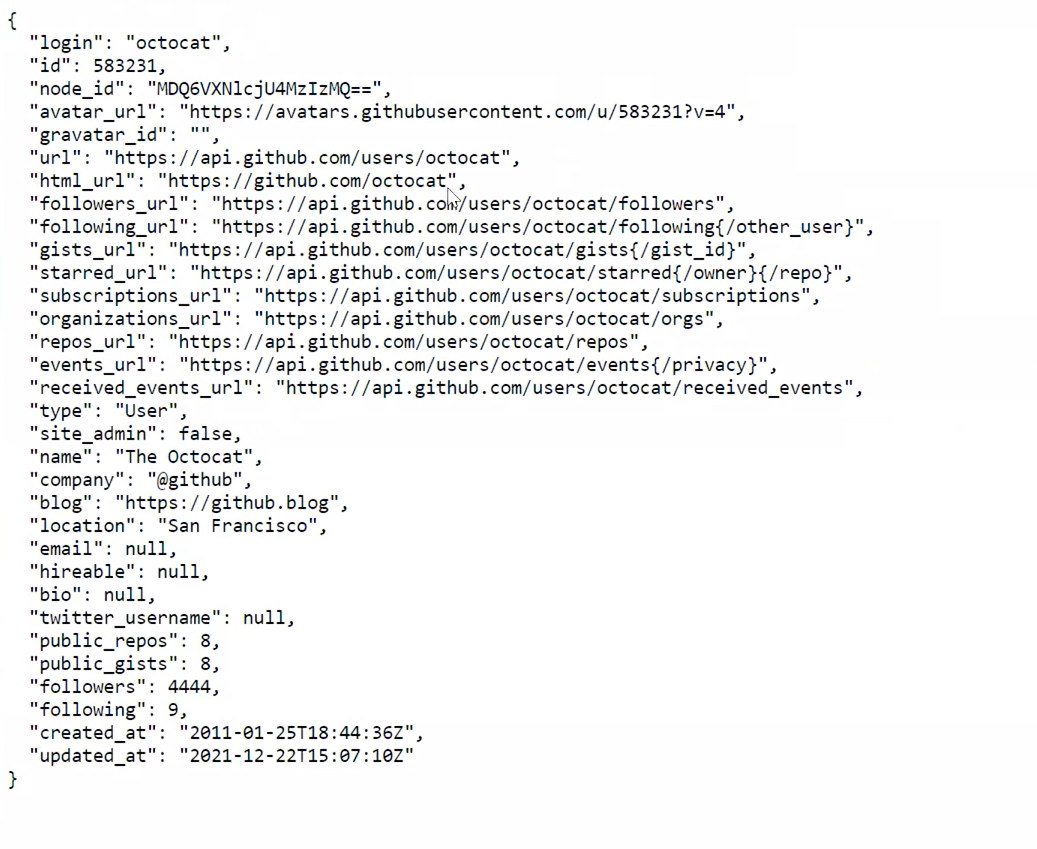 {
  "login": "octocat",
  "id": 583231,
  "node_id": "MDQ6VXNlcjU4MzIzMQ==",
  "avatar_url": "https://avatars.githubusercontent.com/u/583231?v=4",
  "gravatar_id": "",
  "url": "https://api.github.com/users/octocat",
  "html_url": "https://github.com/octocat",
  "followers_url": "https://api.github.com/users/octocat/followers",
  "following_url": "https://api.github.com/users/octocat/following{/other_user}",
  "gists_url": "https://api.github.com/users/octocat/gists{/gist_id}",
  "starred_url": "https://api.github.com/users/octocat/starred{/owner}{/repo}",
  "subscriptions_url": "https://api.github.com/users/octocat/subscriptions",
  "organizations_url": "https://api.github.com/users/octocat/orgs",
  "repos_url": "https://api.github.com/users/octocat/repos",
  "events_url": "https://api.github.com/users/octocat/events{/privacy}",
  "received_events_url": "https://api.github.com/users/octocat/received_events",
  "type": "User",
  "site_admin": false,
  "name": "The Octocat",
  "company": "@github",
  "blog": "https://github.blog",
  "location": "San Francisco",
  "email": null,
  "hireable": null,
  "bio": null,
  "twitter_username": null,
  "public_repos": 8,
  "public_gists": 8,
  "followers": 4444,
  "following": 9,
  "created_at": "2011-01-25T18:44:36Z",
  "updated_at": "2021-12-22T15:07:10Z"
}